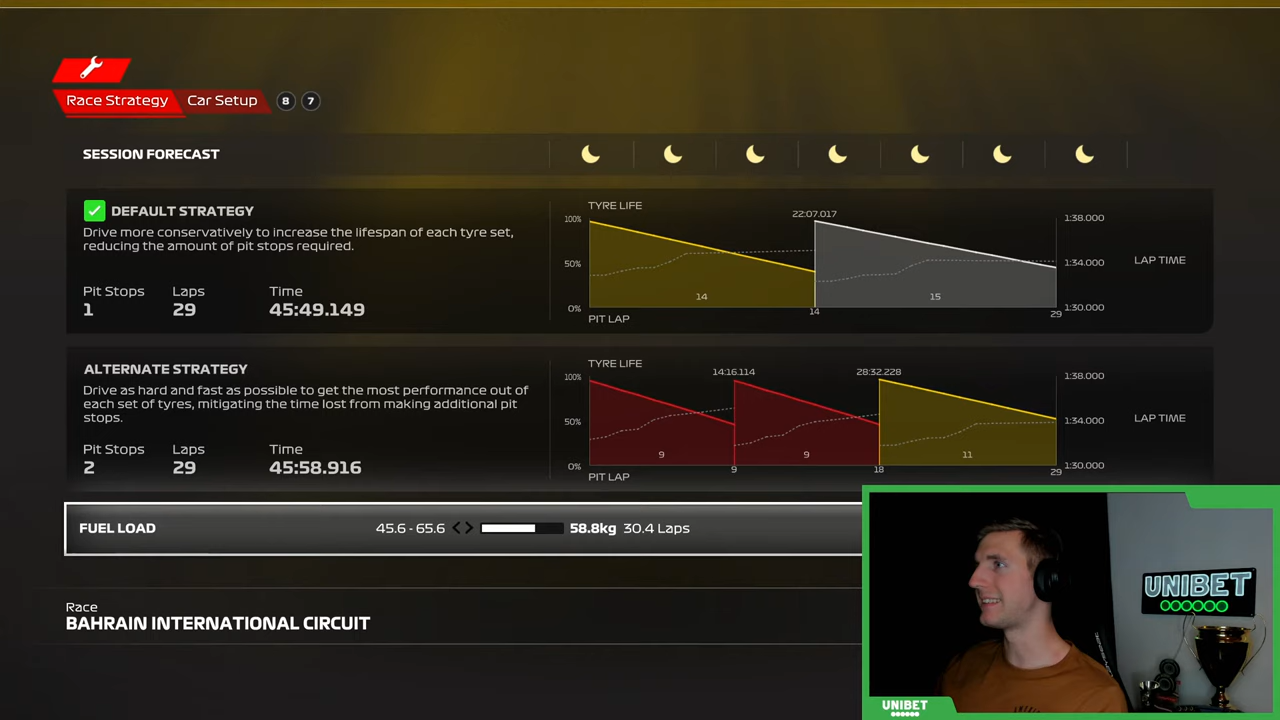 Race Strategy Car Setup 8 7
SESSION FORECAST
DEFAULT STRATEGY
Drive more conservatively to increase the lifespan of each tyre set,
reducing the amount of pit stops required.
Pit Stops Laps Time
1 29 45:49.149
TYRE LIFE
22:07.017
100%
50%
0%
14
15
14
29
PIT LAP
1:38.000
1:34.000
1:30.000
LAP TIME
ALTERNATE STRATEGY
Drive as hard and fast as possible to get the most performance out of
each set of tyres, mitigating the time lost from making additional pit
stops.
Pit Stops Laps Time
2 29 45:58.916
TYRE LIFE
14:16.114
28:32.228
100%
50%
0%
9
9
11
9
18
29
PIT LAP
1:38.000
1:34.000
1:30.000
LAP TIME
FUEL LOAD 45.6 - 65.6 < > 58.8kg 30.4 Laps
Race
BAHRAIN INTERNATIONAL CIRCUIT
UNIBET
UNIBET